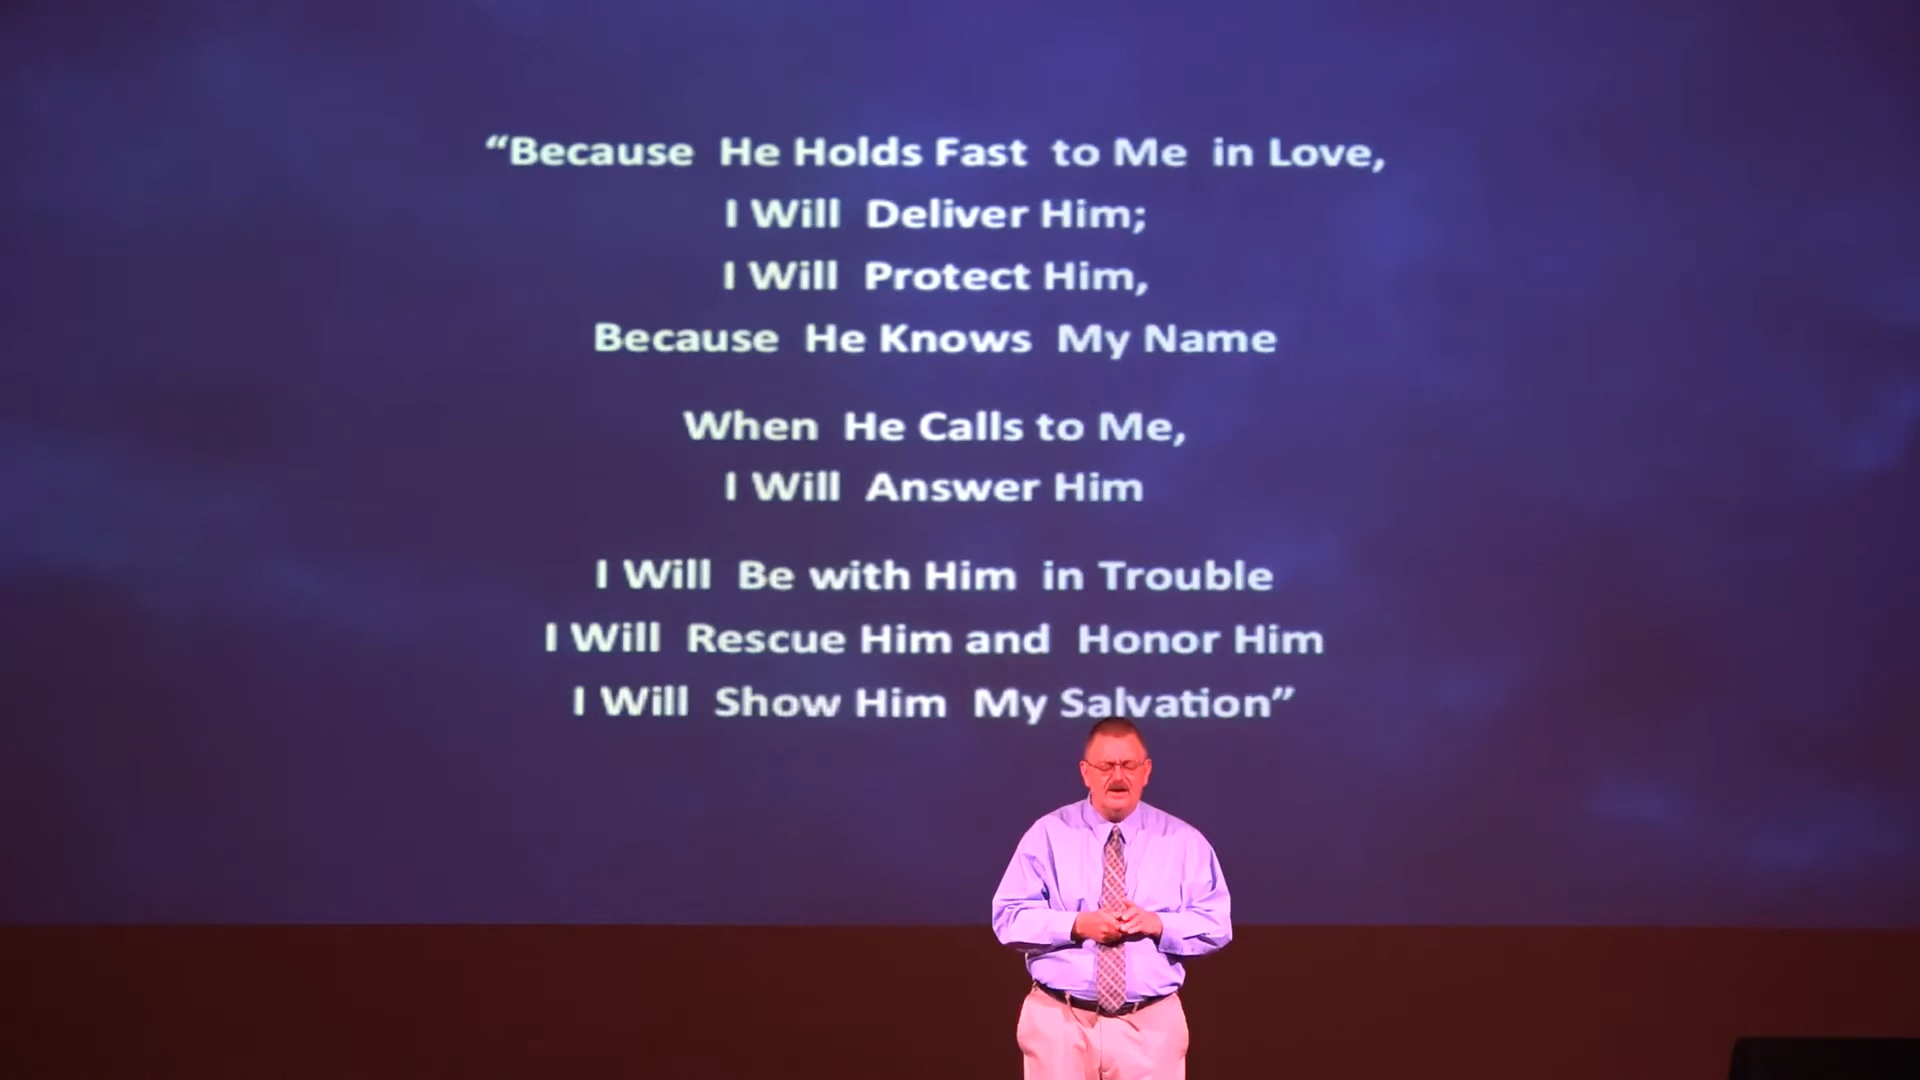 “Because He Holds Fast to Me in Love,
I Will Deliver Him;
I Will Protect Him,
Because He Knows My Name
When He Calls to Me,
I Will Answer Him
I Will Be with Him in Trouble
I Will Rescue Him and Honor Him
I Will Show Him My Salvation”